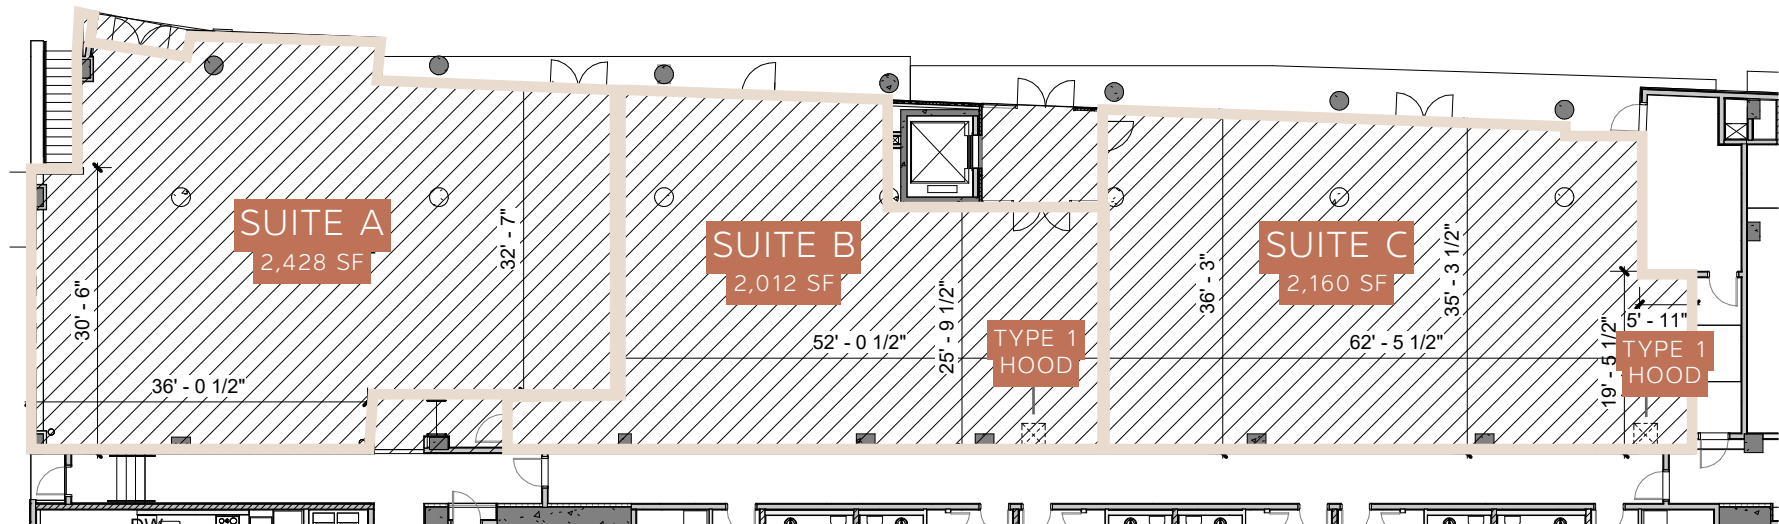 SUITE A
2,428 SF
32' - 7"
30' - 6"
36' - 0 1/2"
SUITE B
2,012 SF
25' - 9 1/2"
52' - 0 1/2"
TYPE 1
HOOD
SUITE C
2,160 SF
36' - 3"
35' - 3 1/2"
62' - 5 1/2"
19' - 5 1/2"
5' - 11"
TYPE 1
HOOD
DW